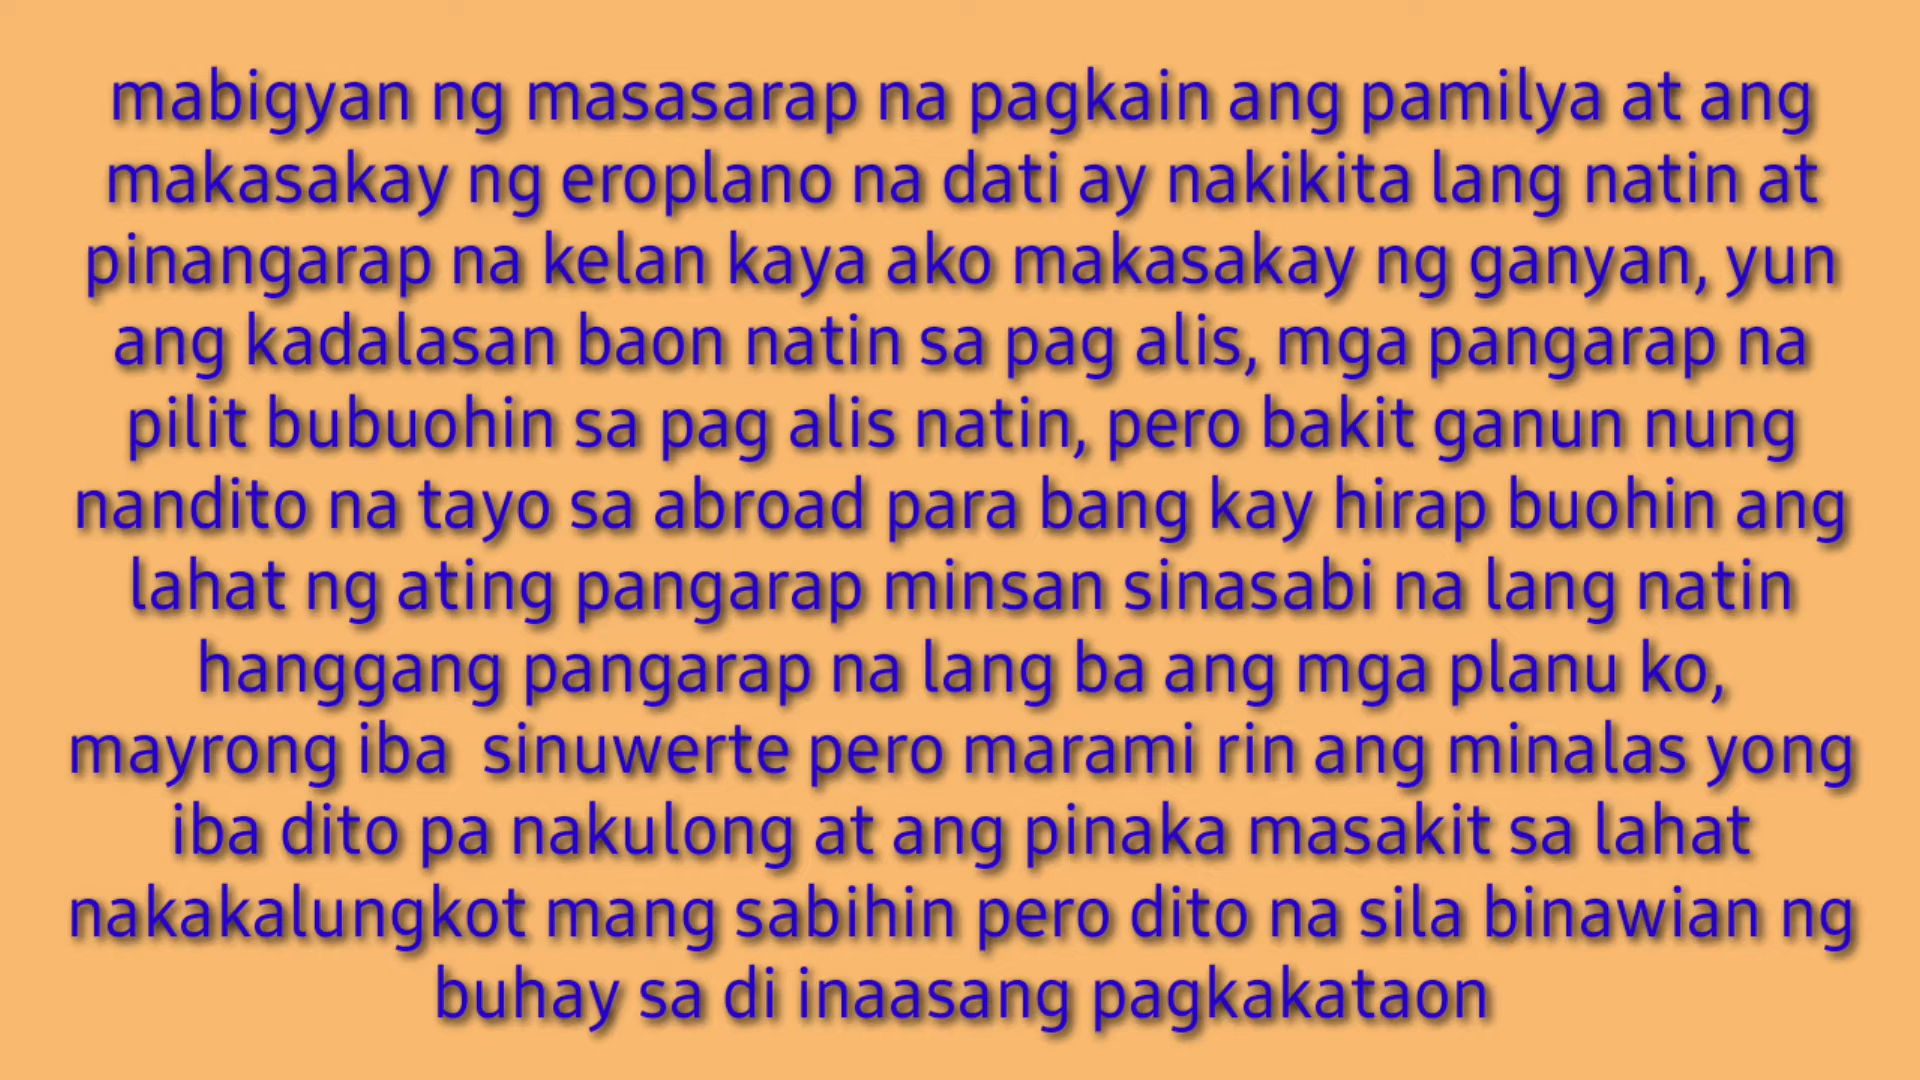 mabigyan ng masasarap na pagkain ang pamilya at ang
makasakay ng eroplano na dati ay nakikita lang natin at
pinangarap na kelan kaya ako makasakay ng ganyan, yun
ang kadalasan baon natin sa pag alis, mga pangarap na
pilit bubuohin sa pag alis natin, pero bakit ganun nung
nandito na tayo sa abroad para bang kay hirap buohin ang
lahat ng ating pangarap minsan sinasabi na lang natin
hanggang pangarap na lang ba ang mga planu ko,
mayrong iba  sinuwerte pero marami rin ang minalas yong
iba dito pa nakulong at ang pinaka masakit sa lahat
nakakalungkot mang sabihin pero dito na sila binawian ng
buhay sa di inaasang pagkakataon